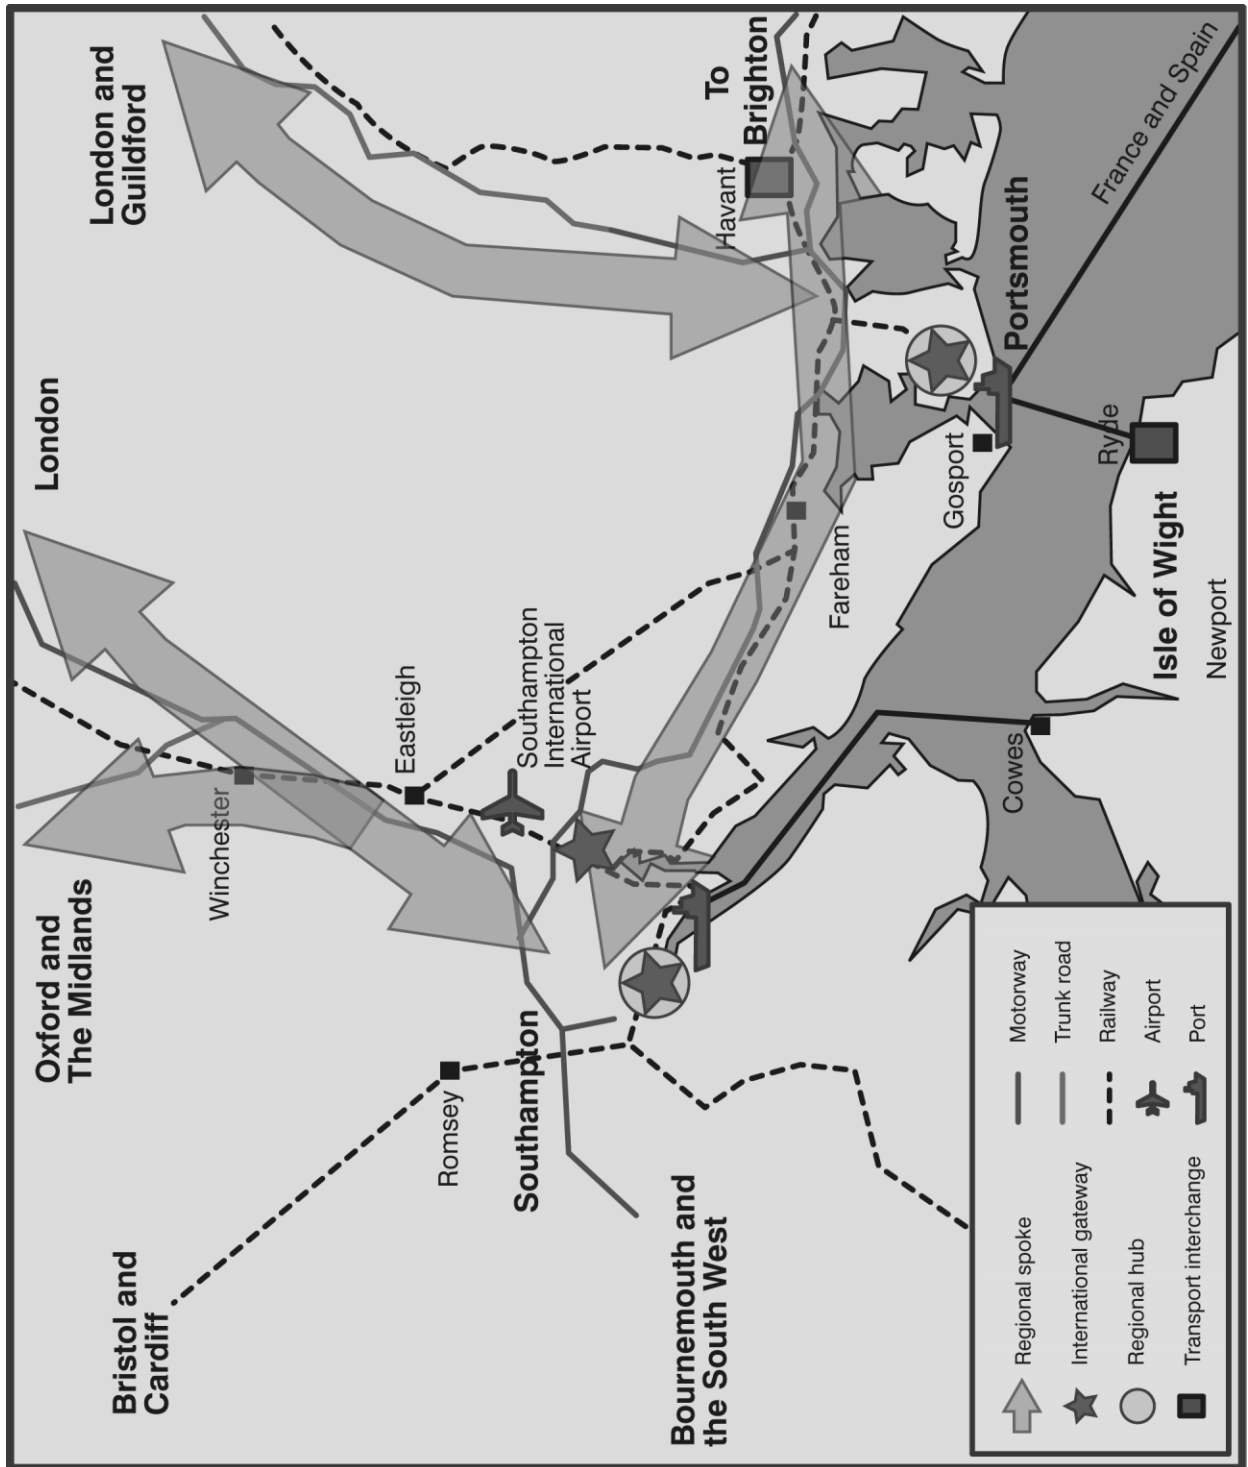 Bristol and
Cardiff
Oxford and
The Midlands
London
London and
Guildford
Winchester
Romsey
Eastleigh
Southampton
Southampton
International
Airport
Bournemouth and
the South West
To
Brighton
Havant
Fareham
Gosport
Portsmouth
France and Spain
Ryde
Cowes
Isle of Wight
Newport
Regional spoke
International gateway
Regional hub
Transport interchange
Motorway
Trunk road
Railway
Airport
Port